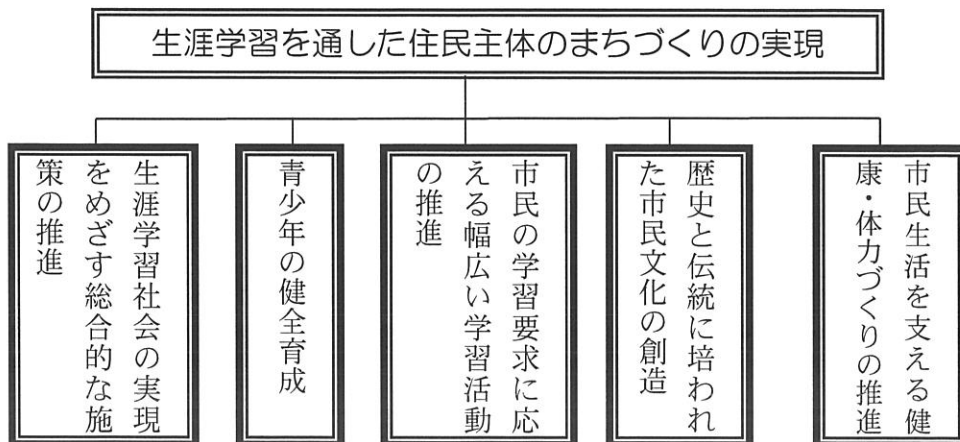 生涯学習を通した住民主体のまちづくりの実現
生涯学習社会の実現
をめざす総合的な施
策の推進
青少年の健全育成
市民の学習要求に応
える幅広い学習活動
の推進
歴史と伝統に培われ
た市民文化の創造
市民生活を支える健
康・体力づくりの推進